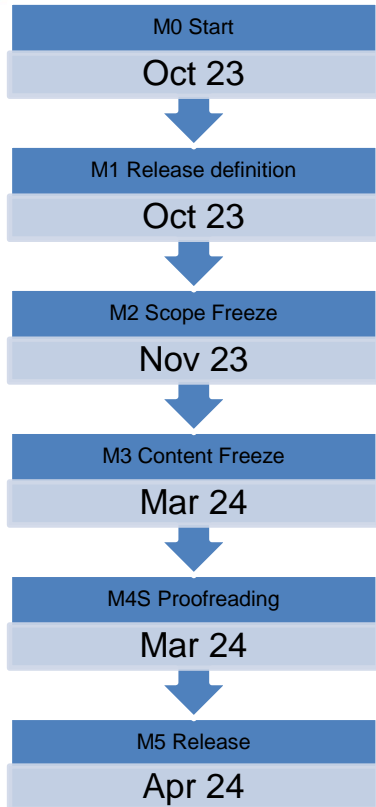 M0 Start
Oct 23
M1 Release definition
Oct 23
M2 Scope Freeze
Nov 23
M3 Content Freeze
Mar 24
M4S Proofreading
Mar 24
M5 Release
Apr 24